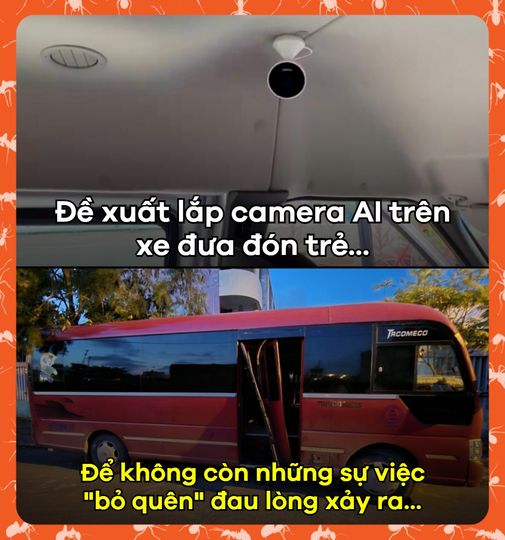 Đề xuất lắp camera AI trên
xe đưa đón trẻ...
TRCOMECO
Để không còn những sự việc
"bỏ quên" đau lòng xảy ra...